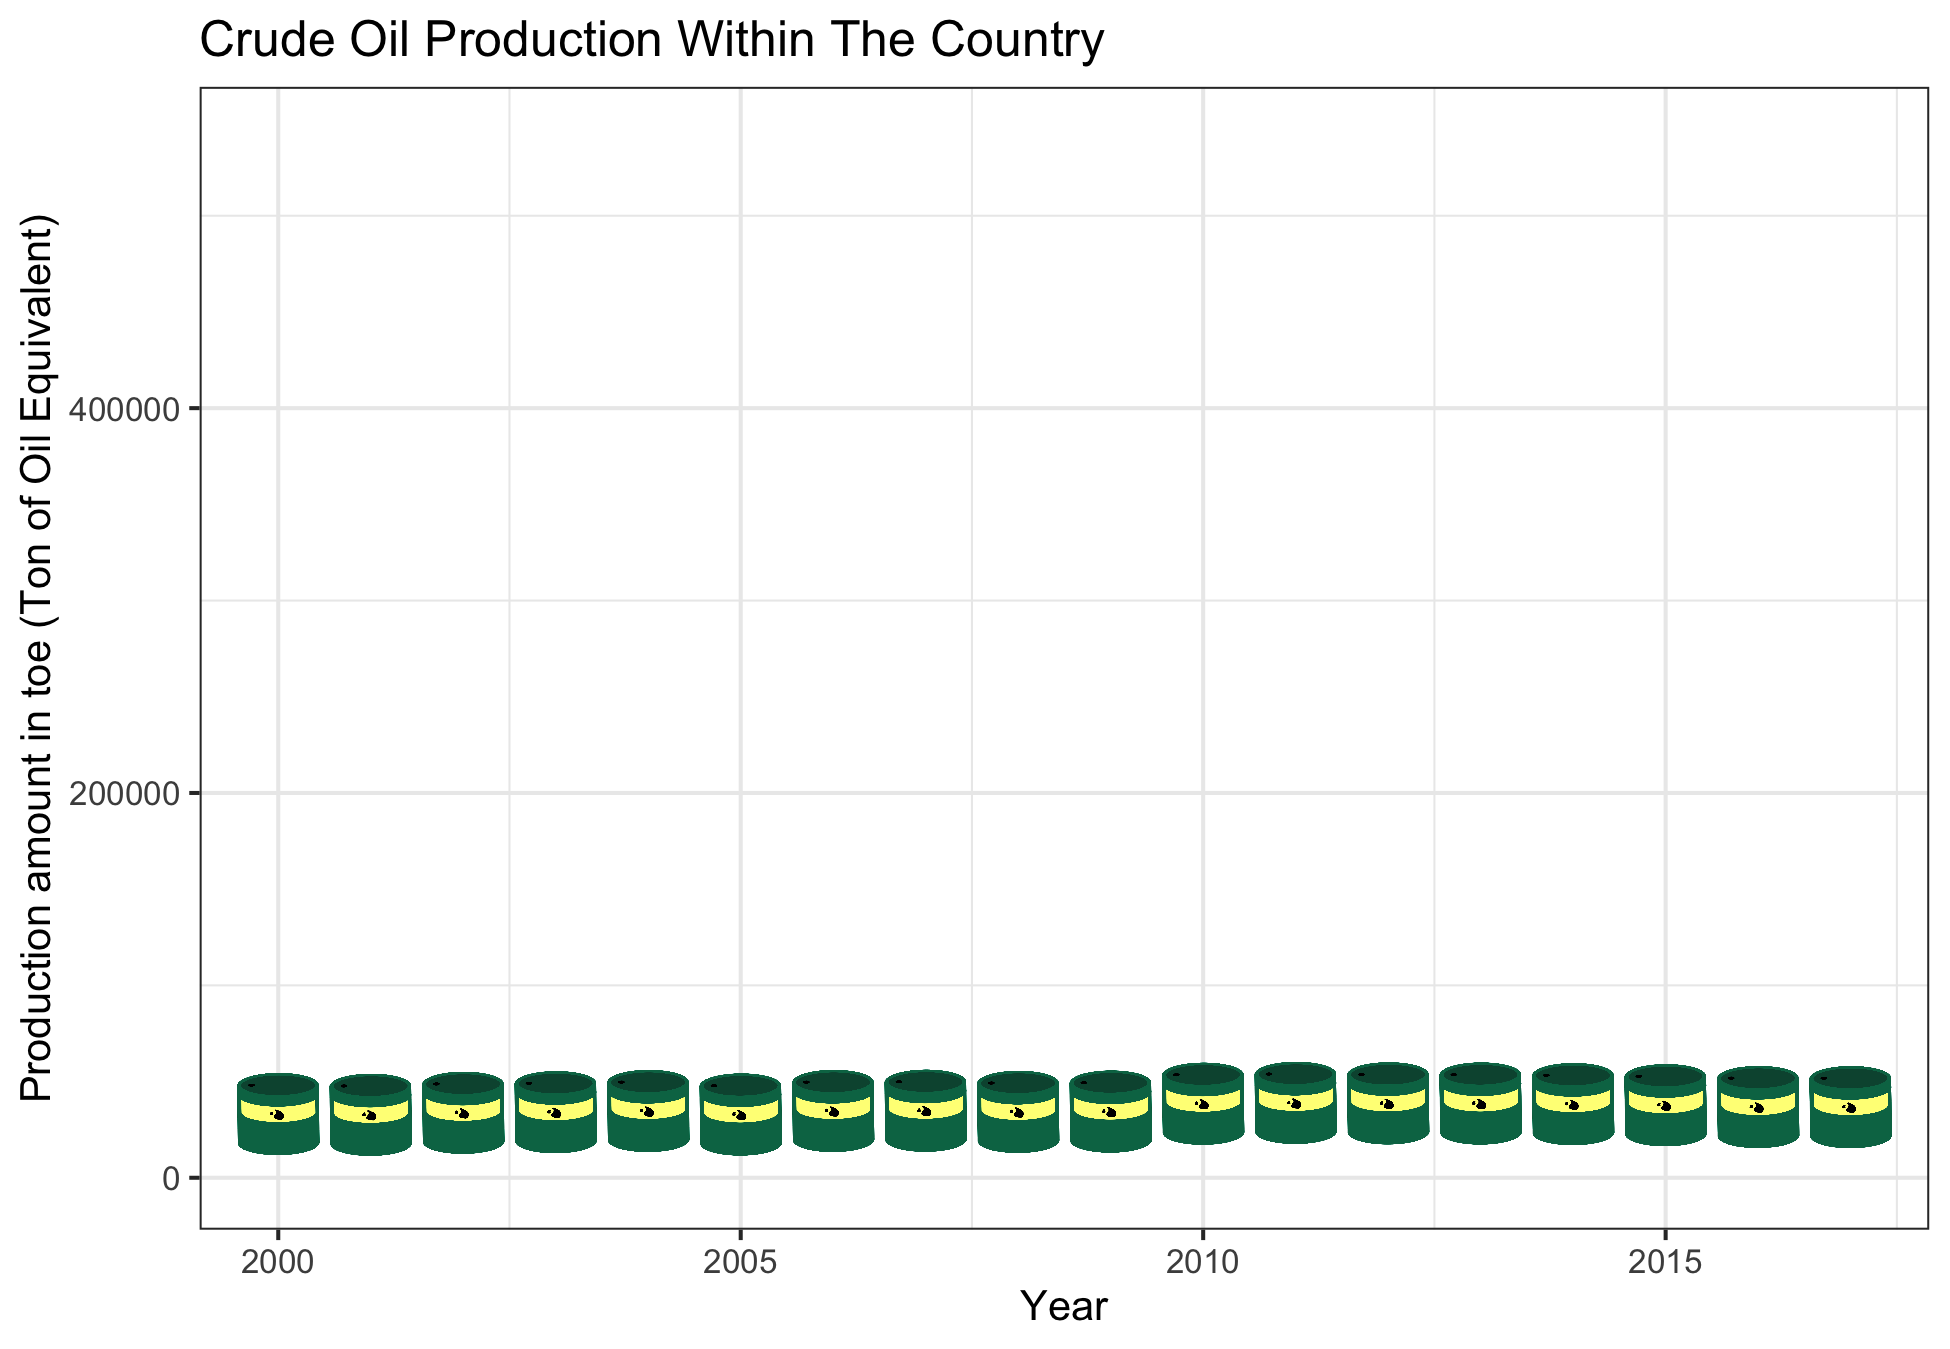 Crude Oil Production Within The Country
Production amount in toe (Ton of Oil Equivalent)
400000
200000
0
2000 2005 2010 2015
Year